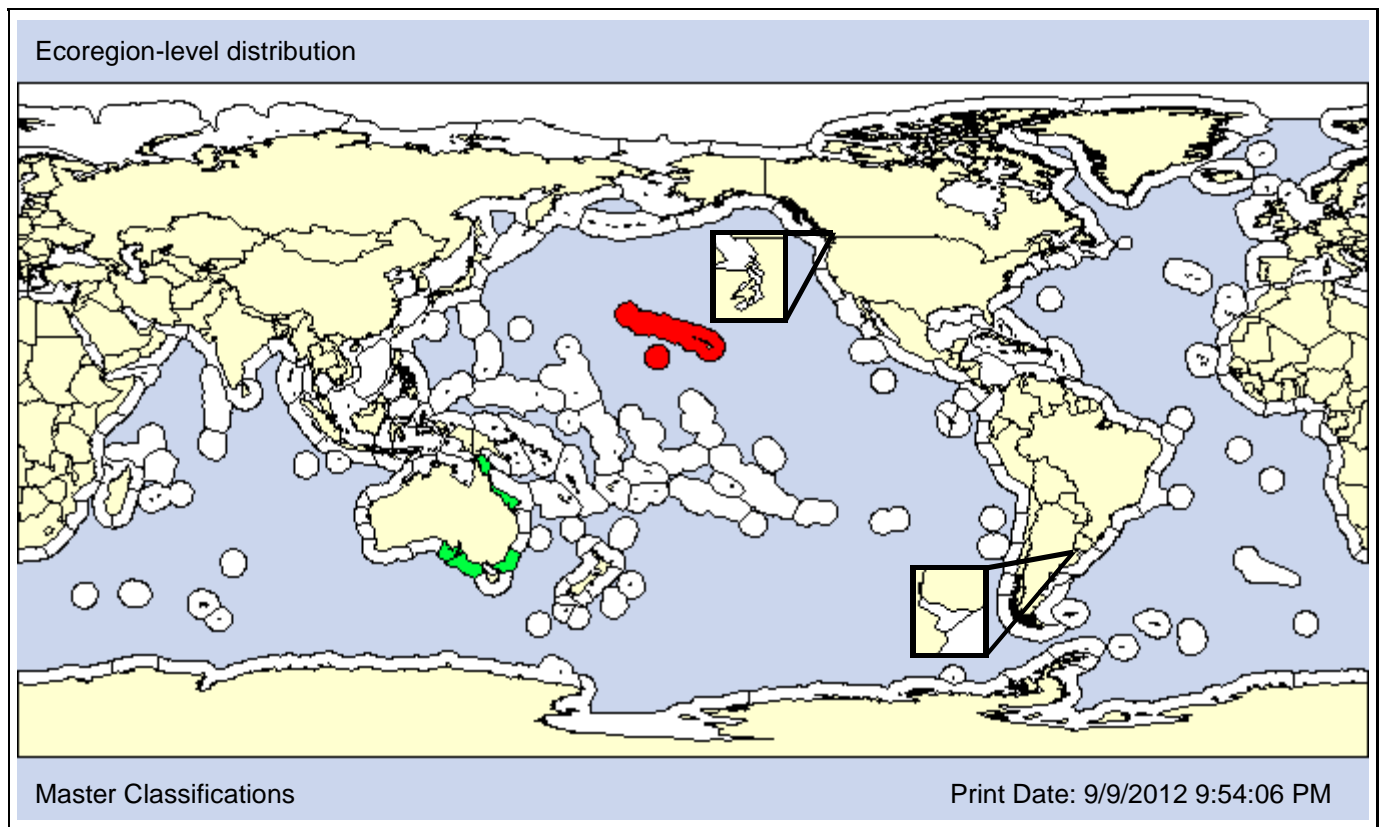 Ecoregion-level distribution
Master Classifications
Print Date: 9/9/2012 9:54:06 PM